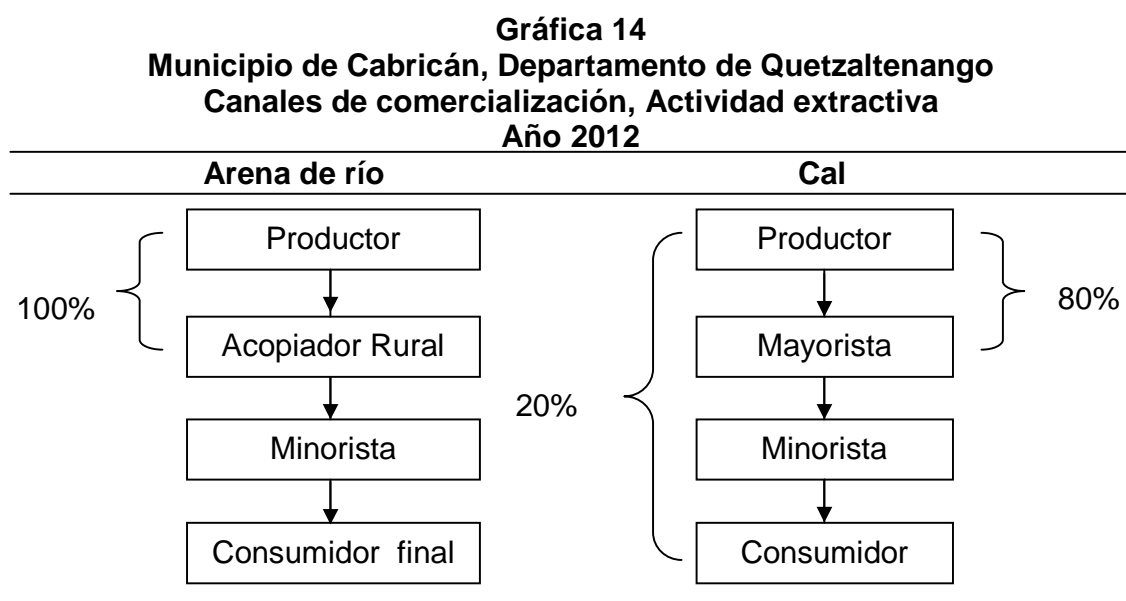 Gráfica 14
Municipio de Cabricán, Departamento de Quetzaltenango
Canales de comercialización, Actividad extractiva
Año 2012
Arena de río
Cal
Productor
Productor
100%
80%
Acopiador Rural
Mayorista
20%
Minorista
Minorista
Consumidor final
Consumidor